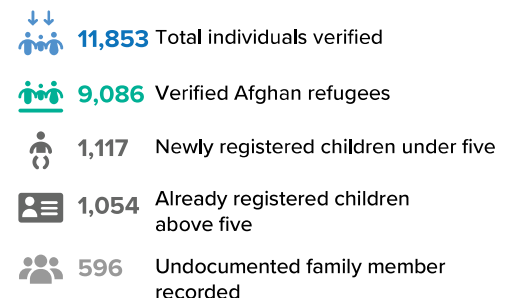 11,853 Total individuals verified
9,086 Verified Afghan refugees
1,117 Newly registered children under five
1,054 Already registered children
above five
596 Undocumented family member
recorded